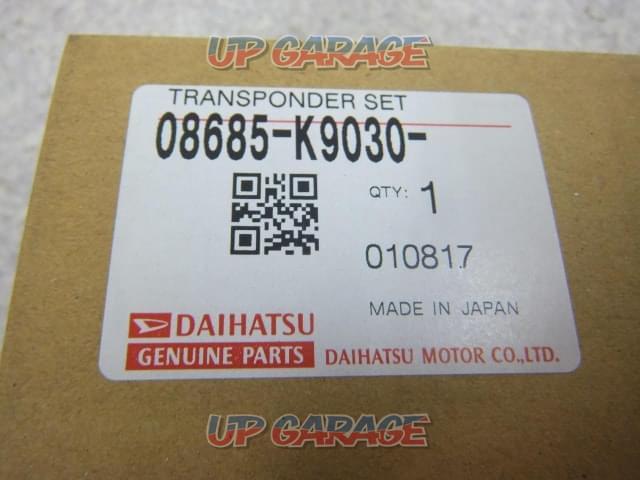 UP GARAGE
TRANSPONDER SET
08685-K9030-
QTY: 1
010817
MADE IN JAPAN
DAIHATSU
GENUINE PARTS
DAIHATSU MOTOR CO.,LTD.
UP GARAGE